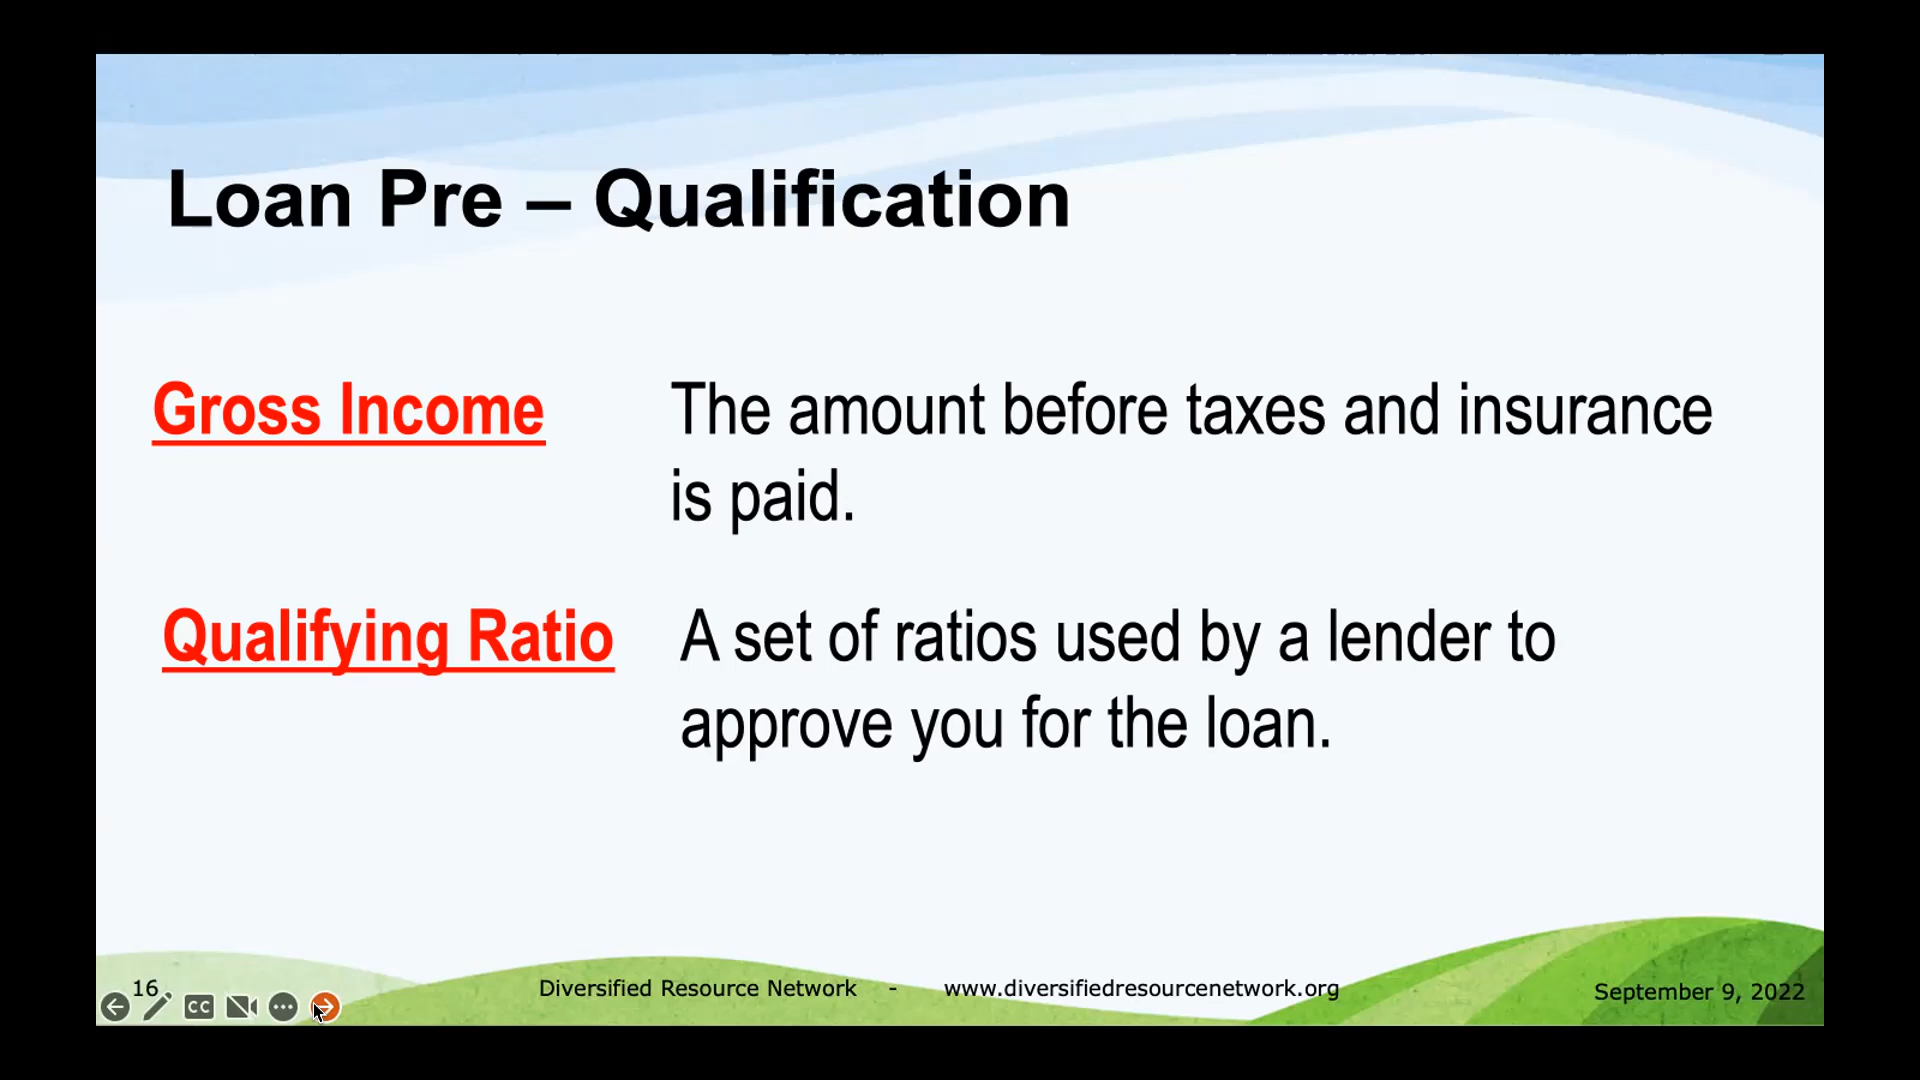 Loan Pre – Qualification
Gross Income
The amount before taxes and insurance
is paid.
Qualifying Ratio
A set of ratios used by a lender to
approve you for the loan.
16
CC
Diversified Resource Network - www.diversifiedresourcenetwork.org
September 9, 2022